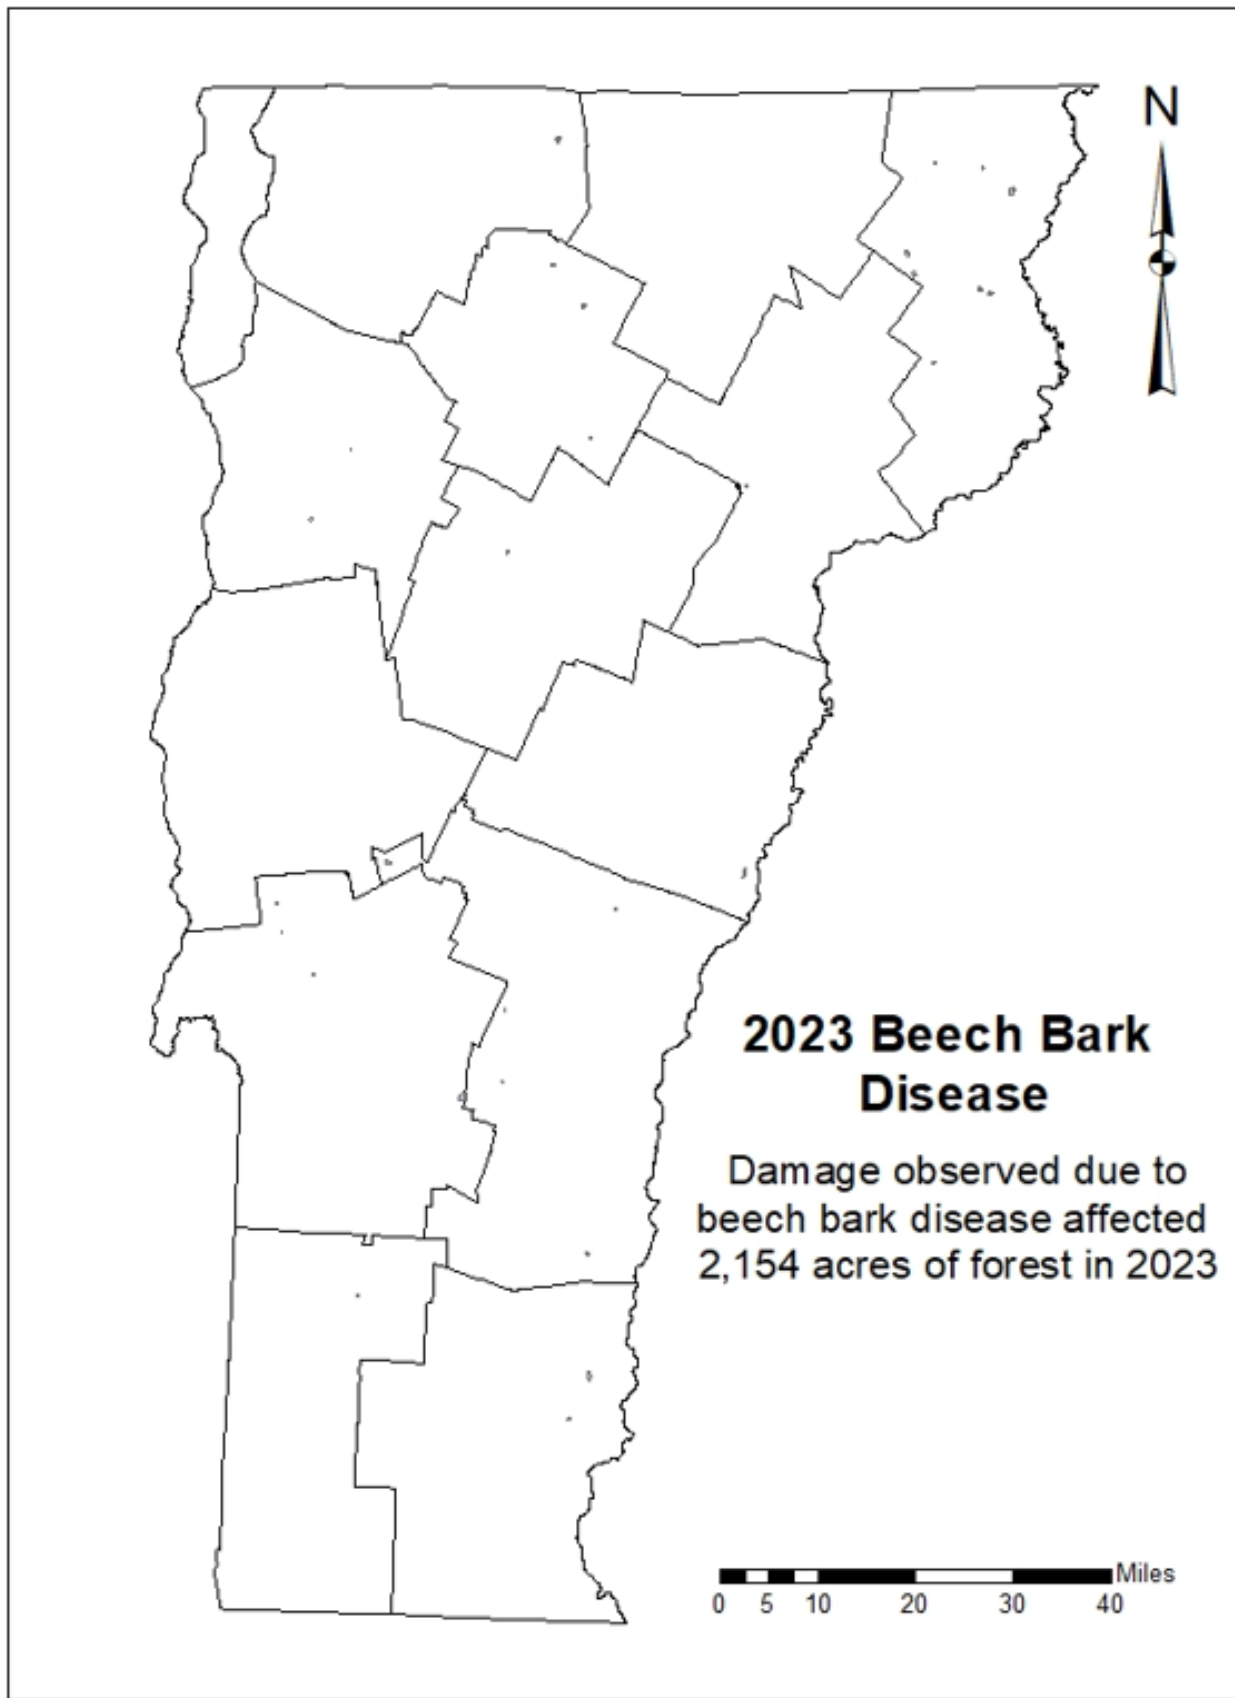 N
2023 Beech Bark
Disease
Damage observed due to
beech bark disease affected
2,154 acres of forest in 2023
Miles
0 5 10 20 30 40